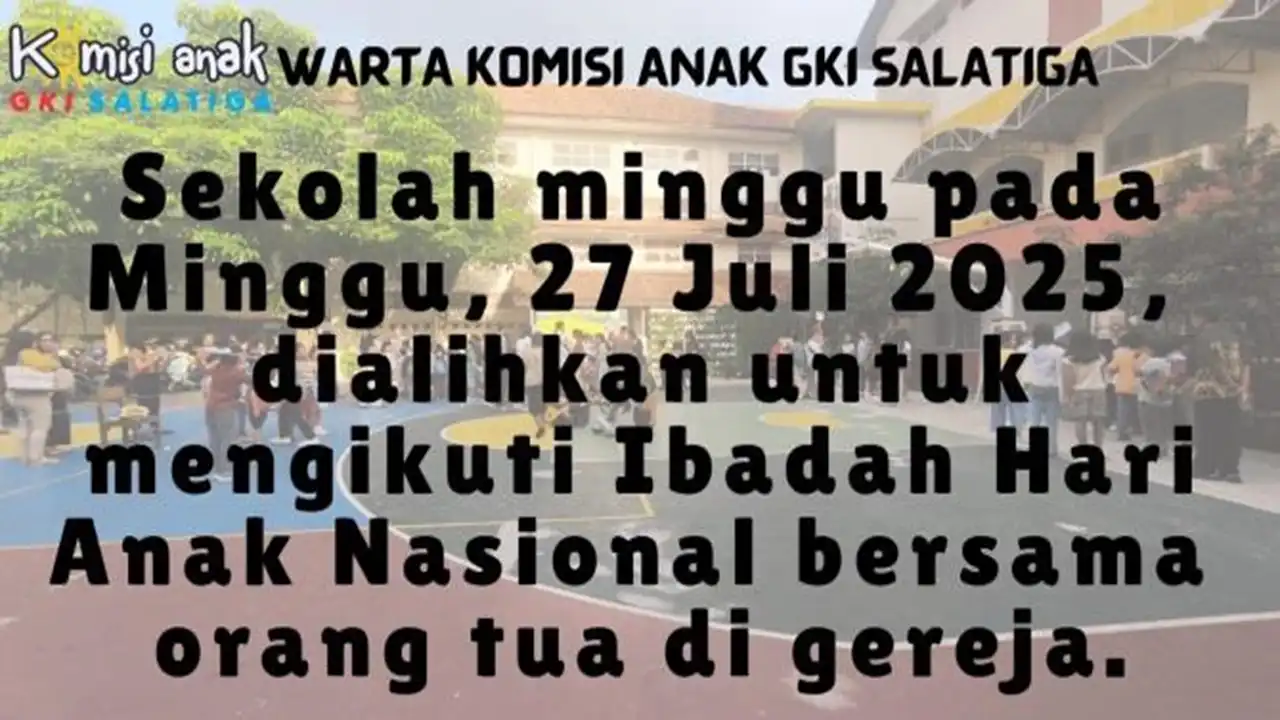 Komisi anak
GKI SALATIGA
WARTA KOMISI ANAK GKI SALATIGA
Sekolah minggu pada
Minggu, 27 Juli 2025,
dialihkan untuk
mengikuti Ibadah Hari
Anak Nasional bersama
orang tua di gereja.